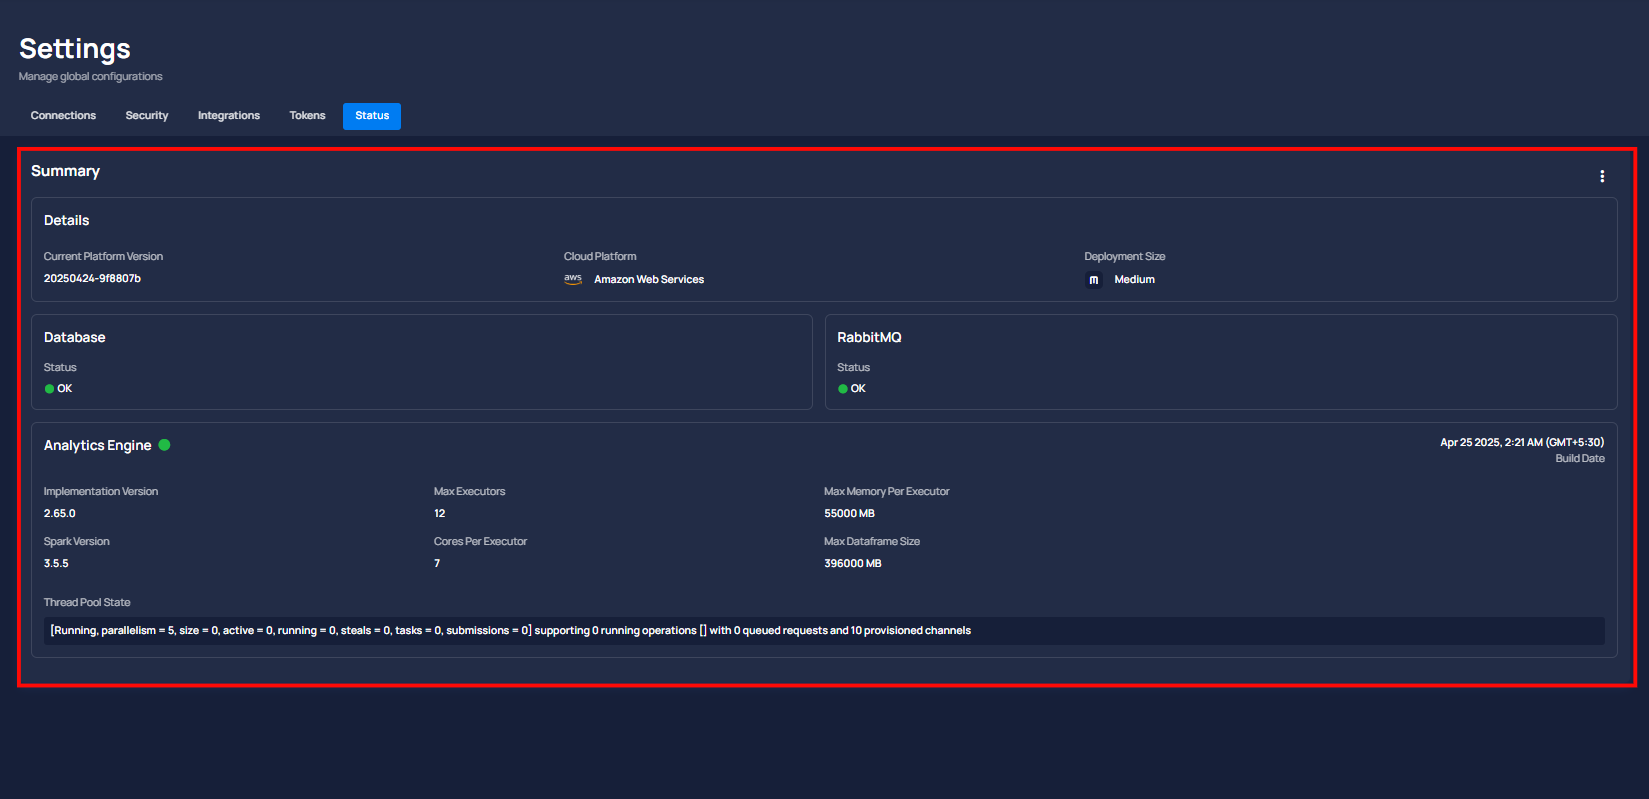 Settings
Manage global configurations
Connections Security Integrations Tokens Status
Summary
Details
Current Platform Version Cloud Platform Deployment Size
20250424-9f8807b aws Amazon Web Services m Medium
Database RabbitMQ
Status Status
OK OK
Analytics Engine Apr 25 2025, 2:21 AM (GMT+5:30)
Build Date
Implementation Version Max Executors Max Memory Per Executor
2.65.0 12 55000 MB
Spark Version Cores Per Executor Max Dataframe Size
3.5.5 7 396000 MB
Thread Pool State
[Running, parallelism = 5, size = 0, active = 0, running = 0, steals = 0, tasks = 0, submissions = 0] supporting 0 running operations [] with 0 queued requests and 10 provisioned channels